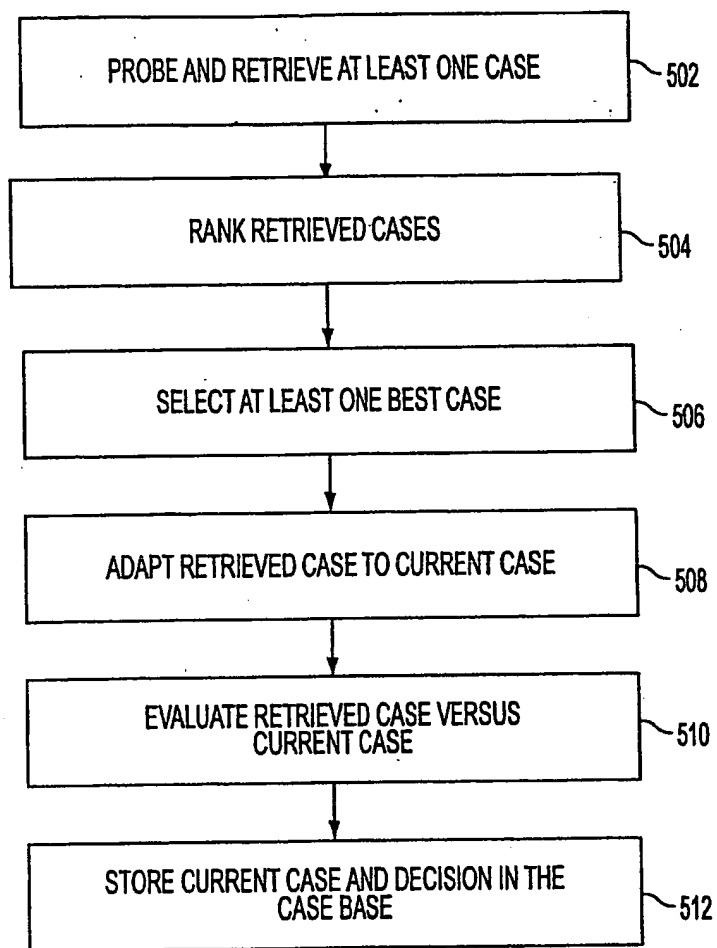 PROBE AND RETRIEVE AT LEAST ONE CASE
502
RANK RETRIEVED CASES
504
SELECT AT LEAST ONE BEST CASE
506
ADAPT RETRIEVED CASE TO CURRENT CASE
508
EVALUATE RETRIEVED CASE VERSUS
CURRENT CASE
510
STORE CURRENT CASE AND DECISION IN THE
CASE BASE
512